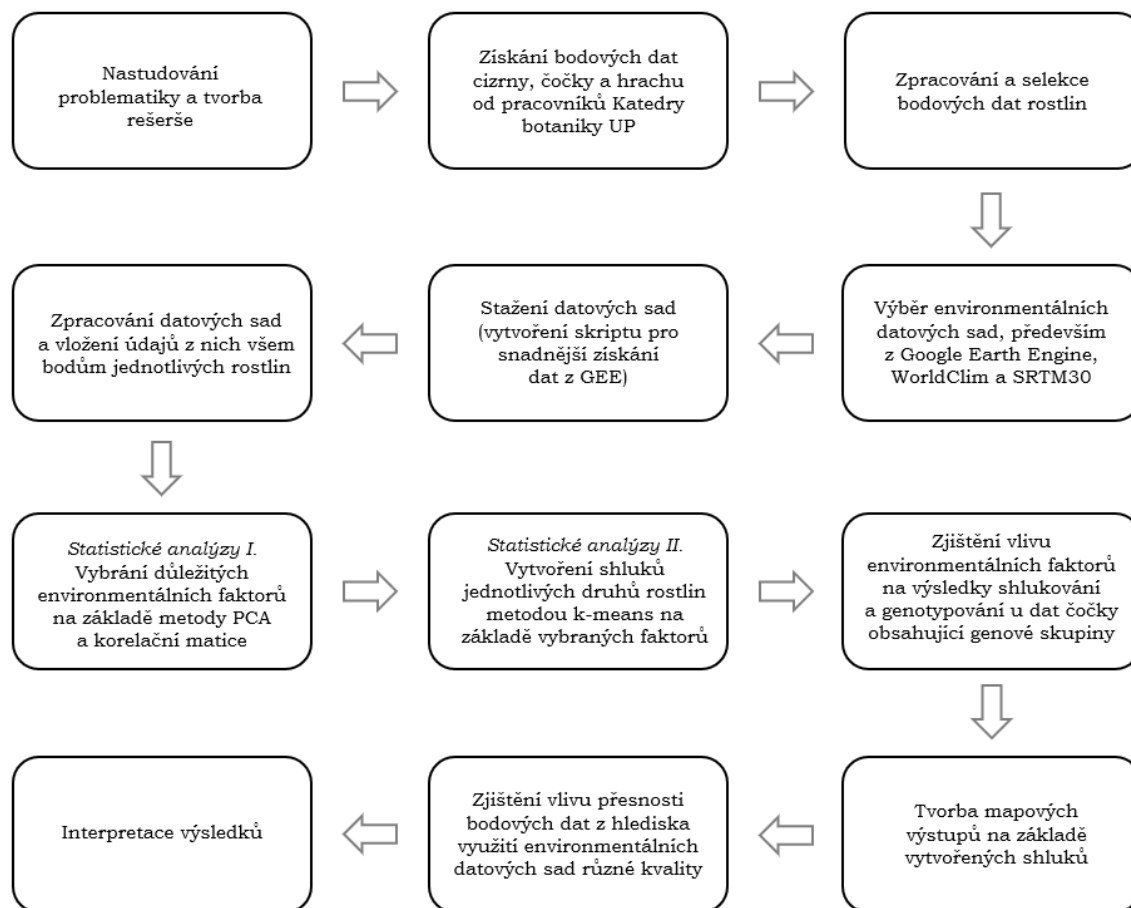 Nastudování
problematiky a tvorba
rešerše
Získání bodových dat
cizrny, čočky a hrachu
od pracovníků Katedry
botaniky UP
Zpracování a selekce
bodových dat rostlin
Výběr environmentálních
datových sad, především
z Google Earth Engine,
WorldClim a SRTM30
Stažení datových sad
(vytvoření skriptu pro
snadnější získání
dat z GEE)
Zpracování datových sad
a vložení údajů z nich všem
bodům jednotlivých rostlin
Statistické analýzy I.
Vybrání důležitých
environmentálních faktorů
na základě metody PCA
a korelační matice
Statistické analýzy II.
Vytvoření shluků
jednotlivých druhů rostlin
metodou k-means na
základě vybraných faktorů
Zjištění vlivu
environmentálních faktorů
na výsledky shlukování
a genotypování u dat čočky
obsahující genové skupiny
Tvorba mapových
výstupů na základě
vytvořených shluků
Zjištění vlivu přesnosti
bodových dat z hlediska
využití environmentálních
datových sad různé kvality
Interpretace výsledků